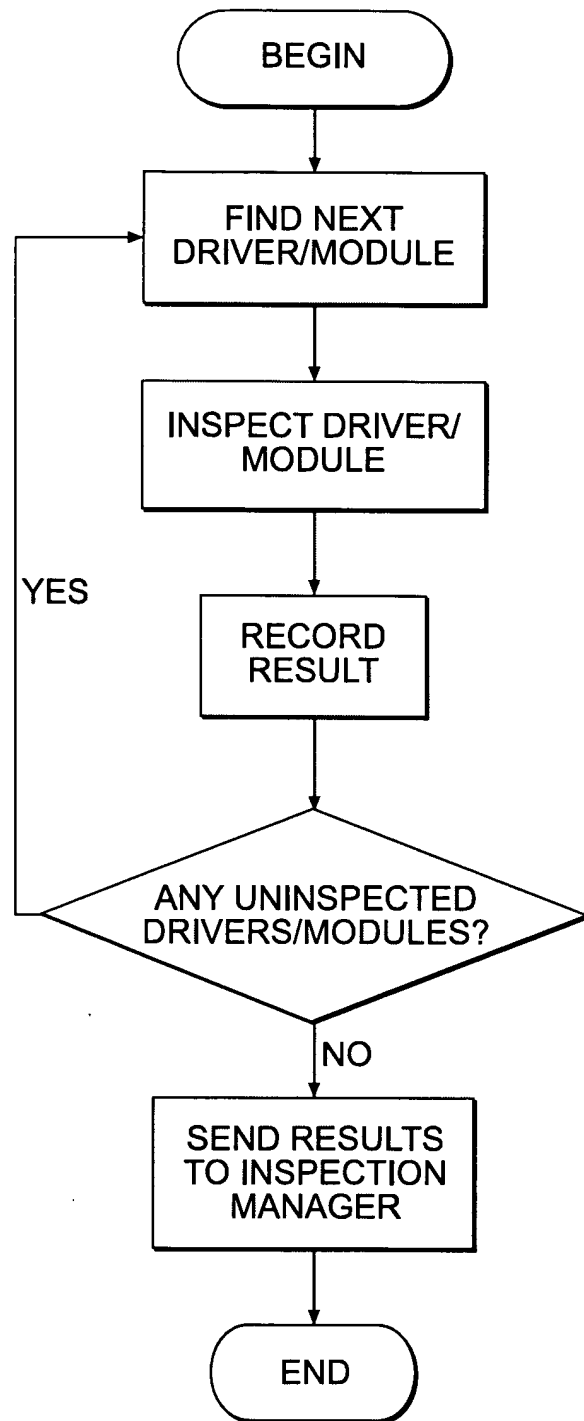 BEGIN
FIND NEXT
DRIVER/MODULE
INSPECT DRIVER/
MODULE
RECORD
RESULT
YES
ANY UNINSPECTED
DRIVERS/MODULES?
NO
SEND RESULTS
TO INSPECTION
MANAGER
END